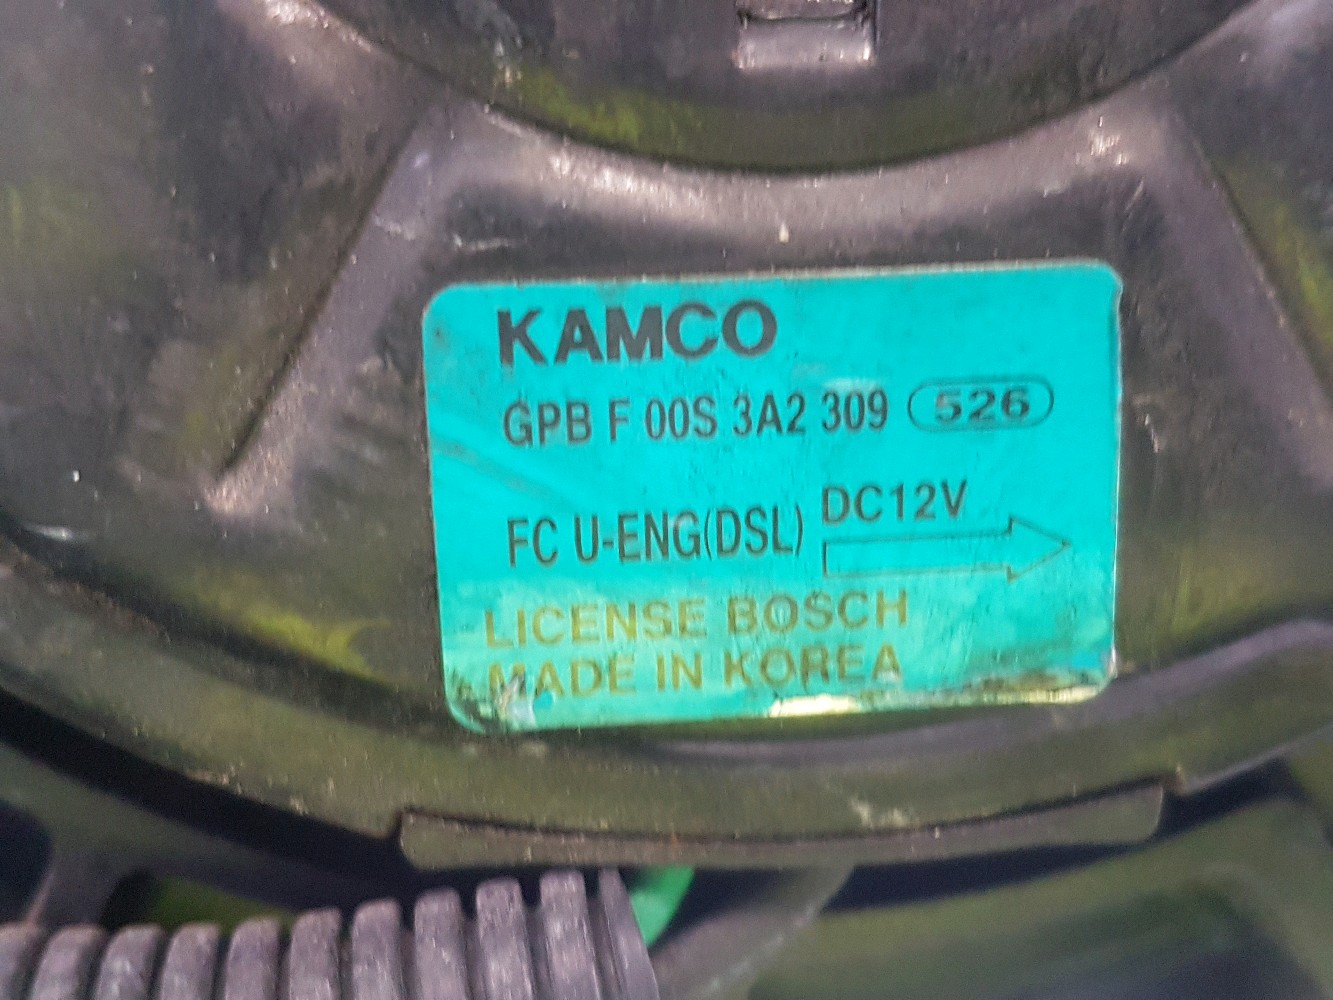 KAMCO
GPB F 00S 3A2 309 526
FC U-ENG(DSL) DC12V
LICENSE BOSCH
MADE IN KOREA